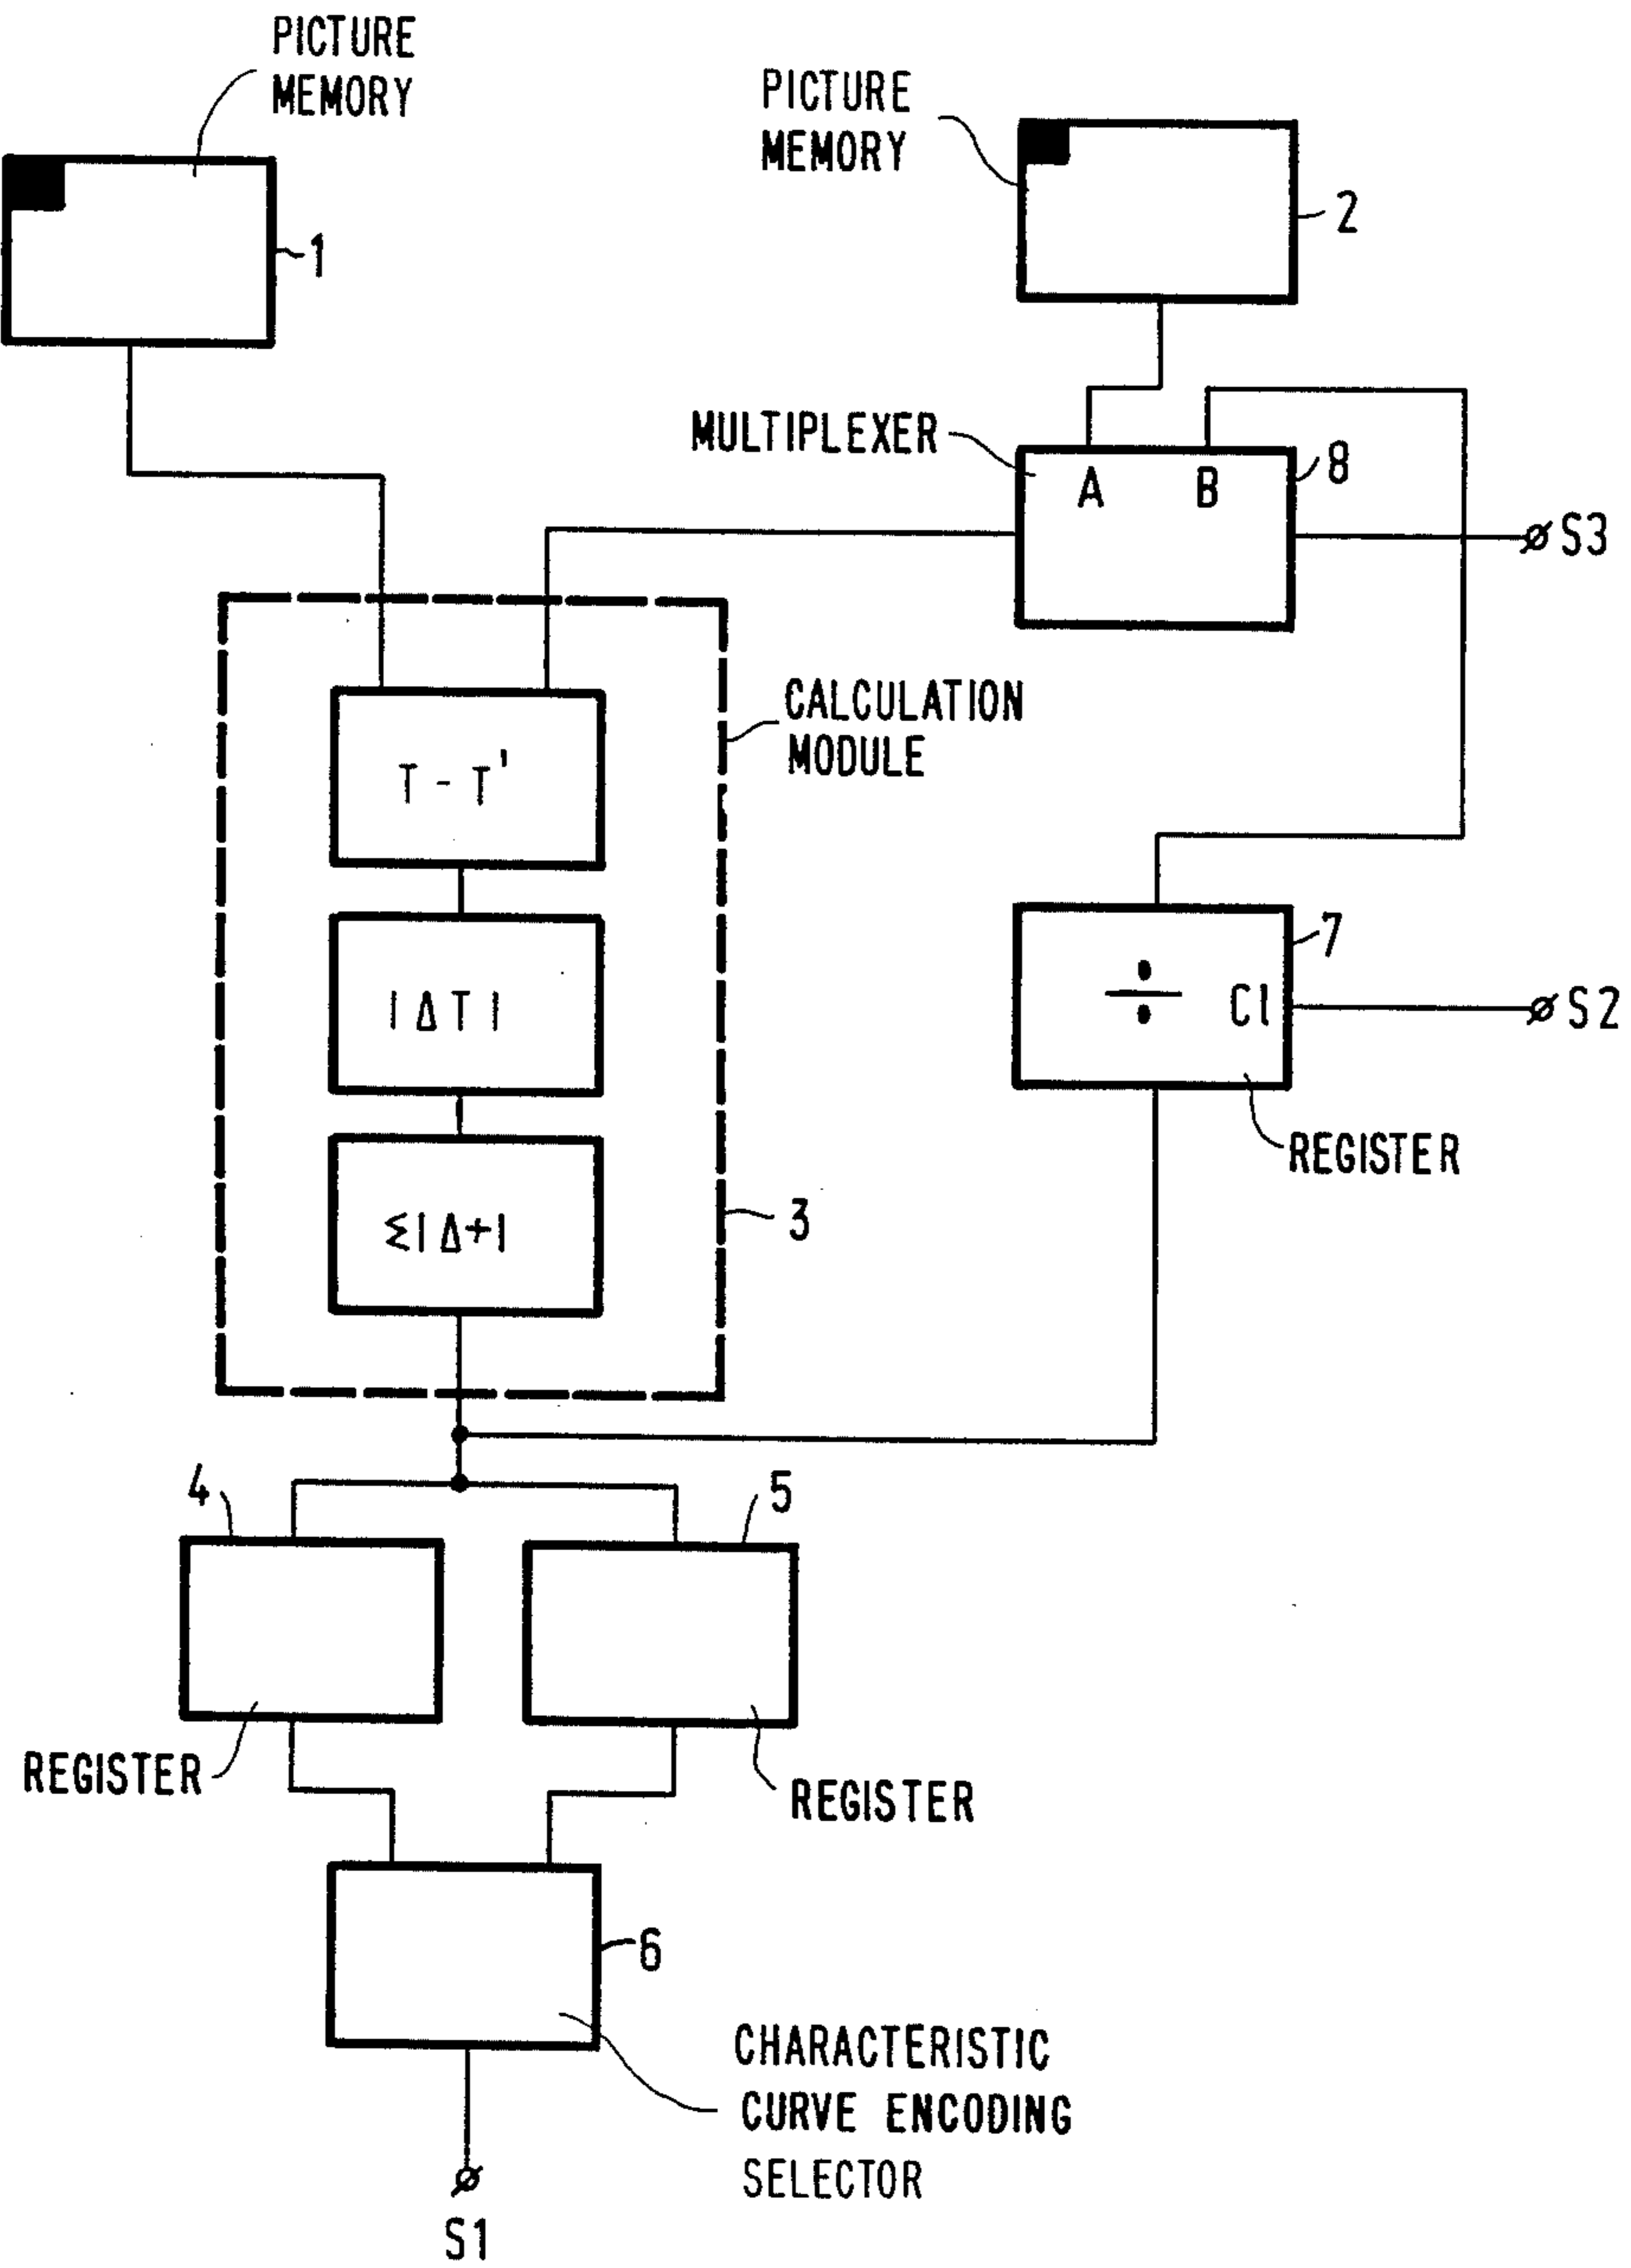 PICTURE
MEMORY
1
PICTURE
MEMORY
2
MULTIPLEXER
A B
8
S3
CALCULATION
MODULE
T - T'
|ΔT|
Σ|Δ+|
3
7
÷ Cl
S2
REGISTER
4
5
REGISTER
REGISTER
6
CHARACTERISTIC
CURVE ENCODING
SELECTOR
S1